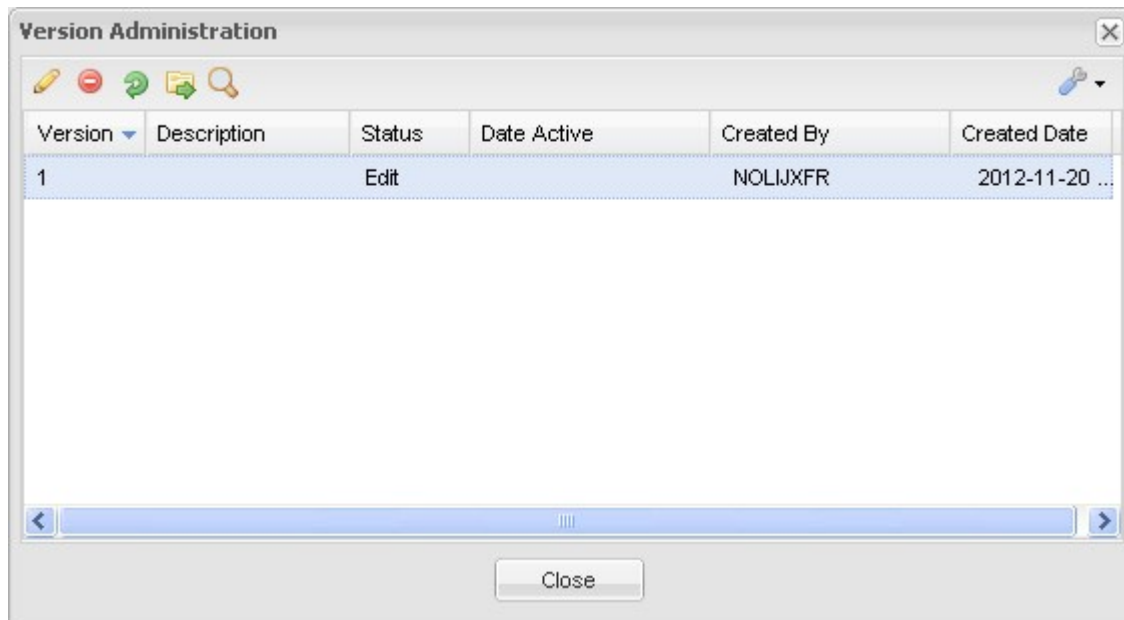 Version Administration
Version Description Status Date Active Created By Created Date
1 Edit NOLIJXFR 2012-11-20 ...
Close